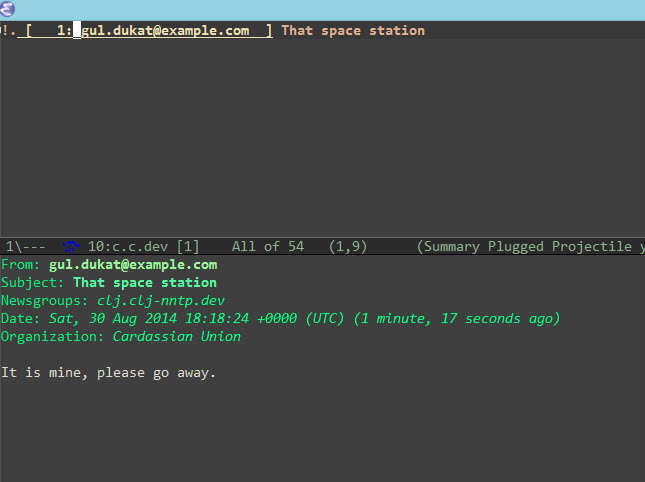 !. [   1: gul.dukat@example.com  ] That space station
1\---  10:c.c.dev [1]    All of 54   (1,9)      (Summary Plugged Projectile y
From: gul.dukat@example.com
Subject: That space station
Newsgroups: clj.clj-nntp.dev
Date: Sat, 30 Aug 2014 18:18:24 +0000 (UTC) (1 minute, 17 seconds ago)
Organization: Cardassian Union
It is mine, please go away.